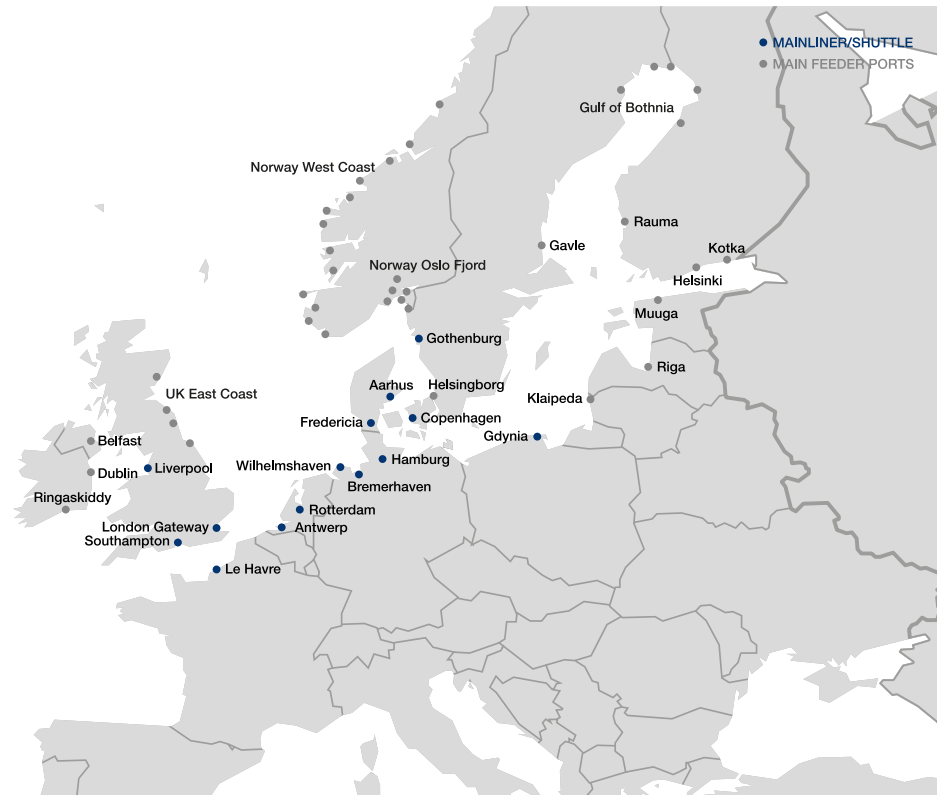 MAINLINER/SHUTTLE
MAIN FEEDER PORTS
Gulf of Bothnia
Norway West Coast
Rauma
Gavle
Kotka
Norway Oslo Fjord
Helsinki
Muuga
Gothenburg
Riga
Aarhus
Helsingborg
UK East Coast
Klaipeda
Fredericia
Copenhagen
Gdynia
Belfast
Hamburg
Wilhelmshaven
Liverpool
Dublin
Bremerhaven
Ringaskiddy
Rotterdam
London Gateway
Antwerp
Southampton
Le Havre